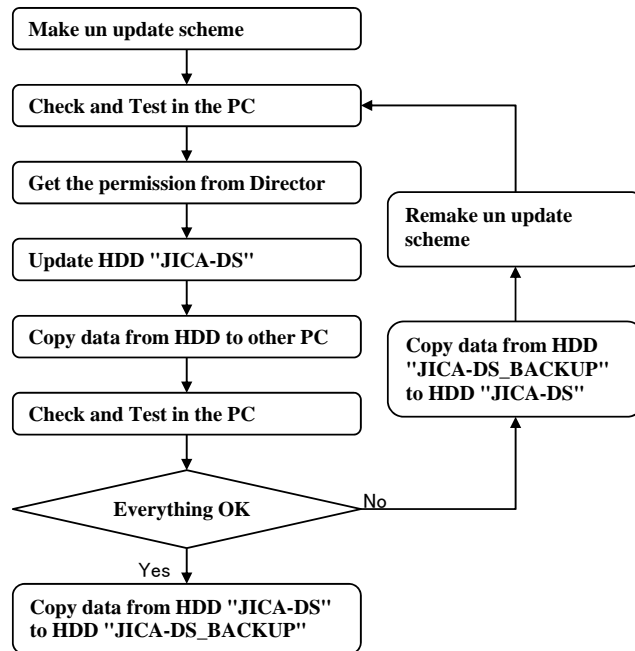 Make un update scheme
Check and Test in the PC
Get the permission from Director
Update HDD "JICA-DS"
Copy data from HDD to other PC
Check and Test in the PC
Everything OK
No
Yes
Copy data from HDD "JICA-DS"
to HDD "JICA-DS_BACKUP"
Remake un update
scheme
Copy data from HDD
"JICA-DS_BACKUP"
to HDD "JICA-DS"